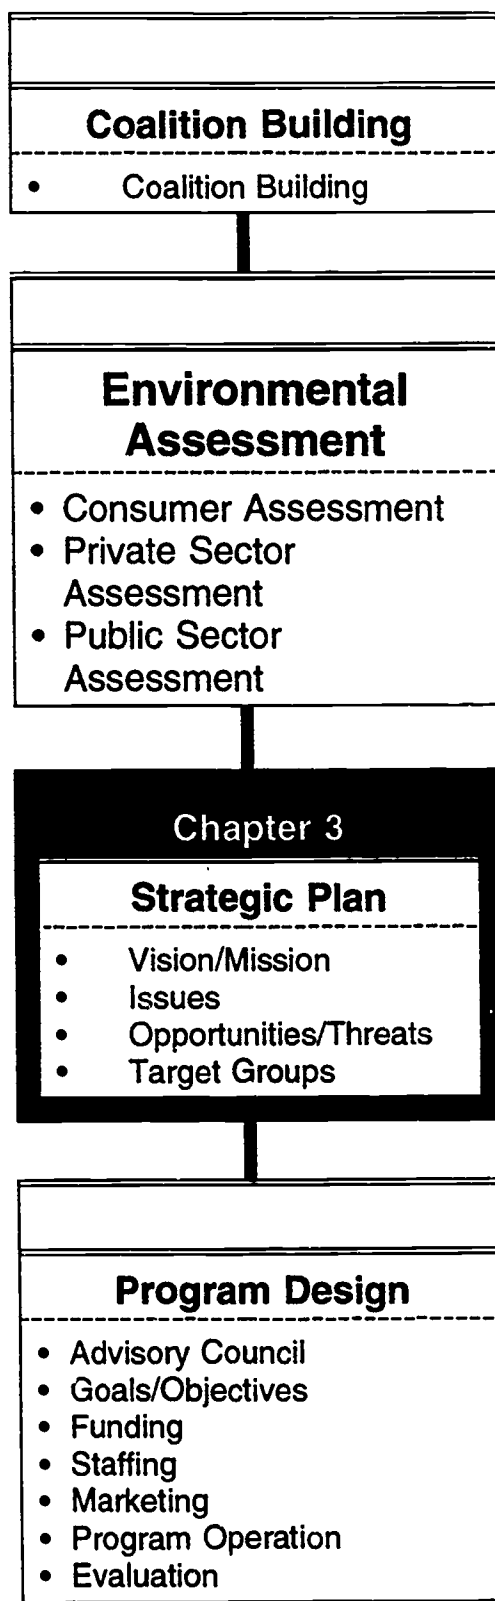 Coalition Building
• Coalition Building
Environmental
Assessment
• Consumer Assessment
• Private Sector
Assessment
• Public Sector
Assessment
Chapter 3
Strategic Plan
• Vision/Mission
• Issues
• Opportunities/Threats
• Target Groups
Program Design
• Advisory Council
• Goals/Objectives
• Funding
• Staffing
• Marketing
• Program Operation
• Evaluation